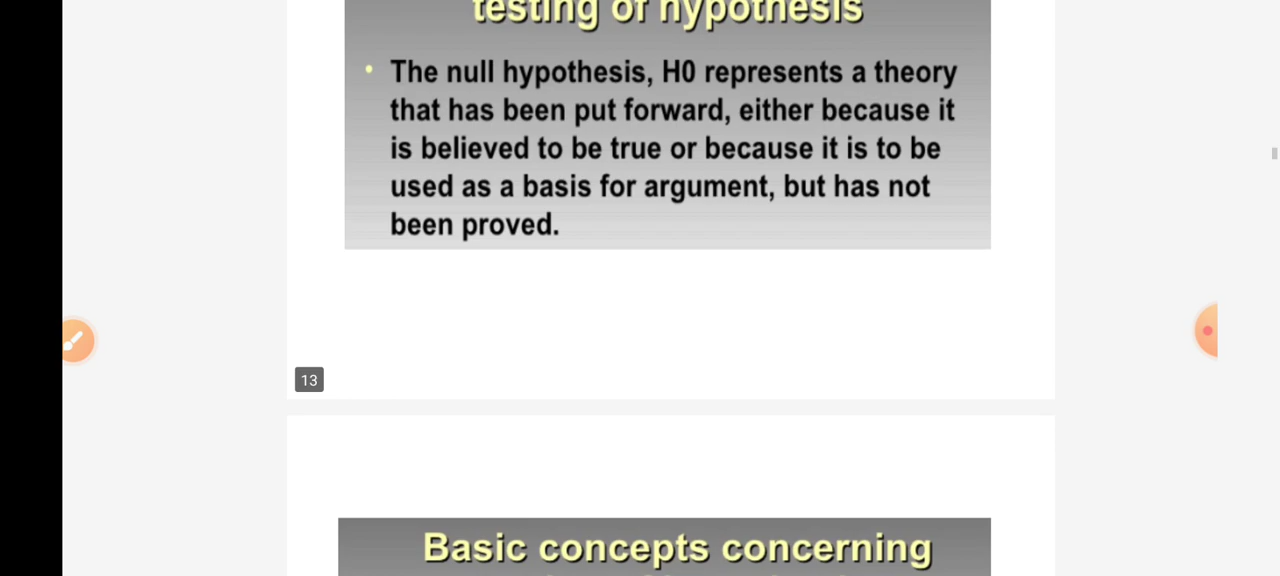 testing of hypothesis
• The null hypothesis, H0 represents a theory
that has been put forward, either because it
is believed to be true or because it is to be
used as a basis for argument, but has not
been proved.
13
Basic concepts concerning